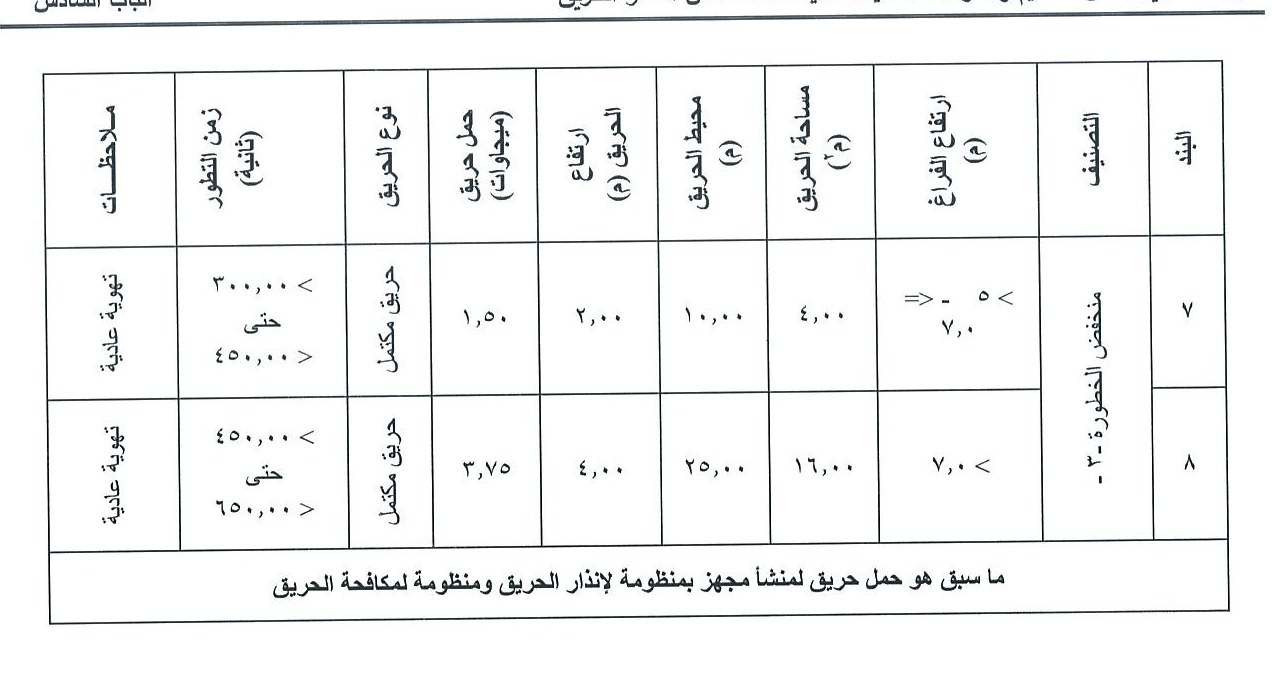 الباب السادس
البند
التصنيف
ارتفاع الفراغ
(م)
مساحة الحريق
(م٢)
محيط الحريق
(م)
ارتفاع
الحريق (م)
حمل حريق
(ميجاوات)
نوع الحريق
زمن التطور
(ثانية)
ملاحظات
٧
منخفض الخطورة -٣-
> ٥ - <=
٧,٠
٤,٠٠
١٠,٠٠
٢,٠٠
١,٥٠
حريق مكتمل
> ٣٠٠,٠٠
حتى
< ٤٥٠,٠٠
تهوية عادية
٨
> ٧,٠
١٦,٠٠
٢٥,٠٠
٤,٠٠
٣,٧٥
حريق مكتمل
> ٤٥٠,٠٠
حتى
< ٦٥٠,٠٠
تهوية عادية
ما سبق هو حمل حريق لمنشأ مجهز بمنظومة لإنذار الحريق ومنظومة لمكافحة الحريق